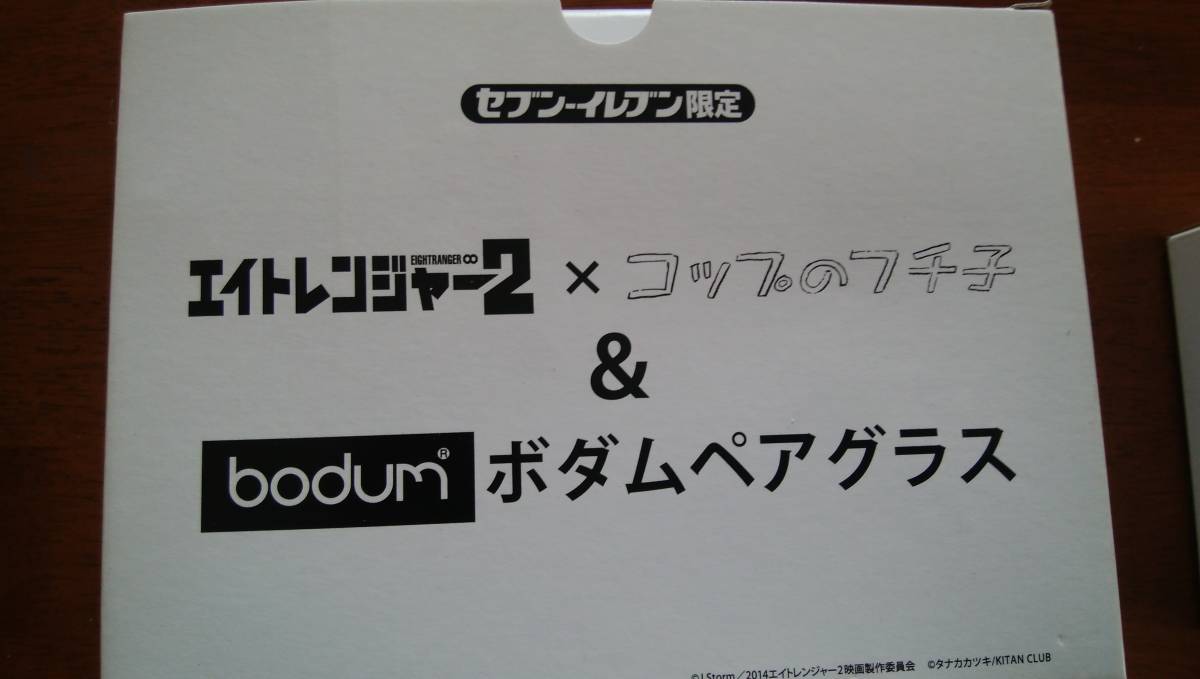 セブン-イレブン限定
EIGHTRANGER∞
エイトレンジャー2 × コップのフチ子
&
bodum® ボダムペアグラス
©J Storm／2014エイトレンジャー2映画製作委員会 ©タナカカツキ/KITAN CLUB